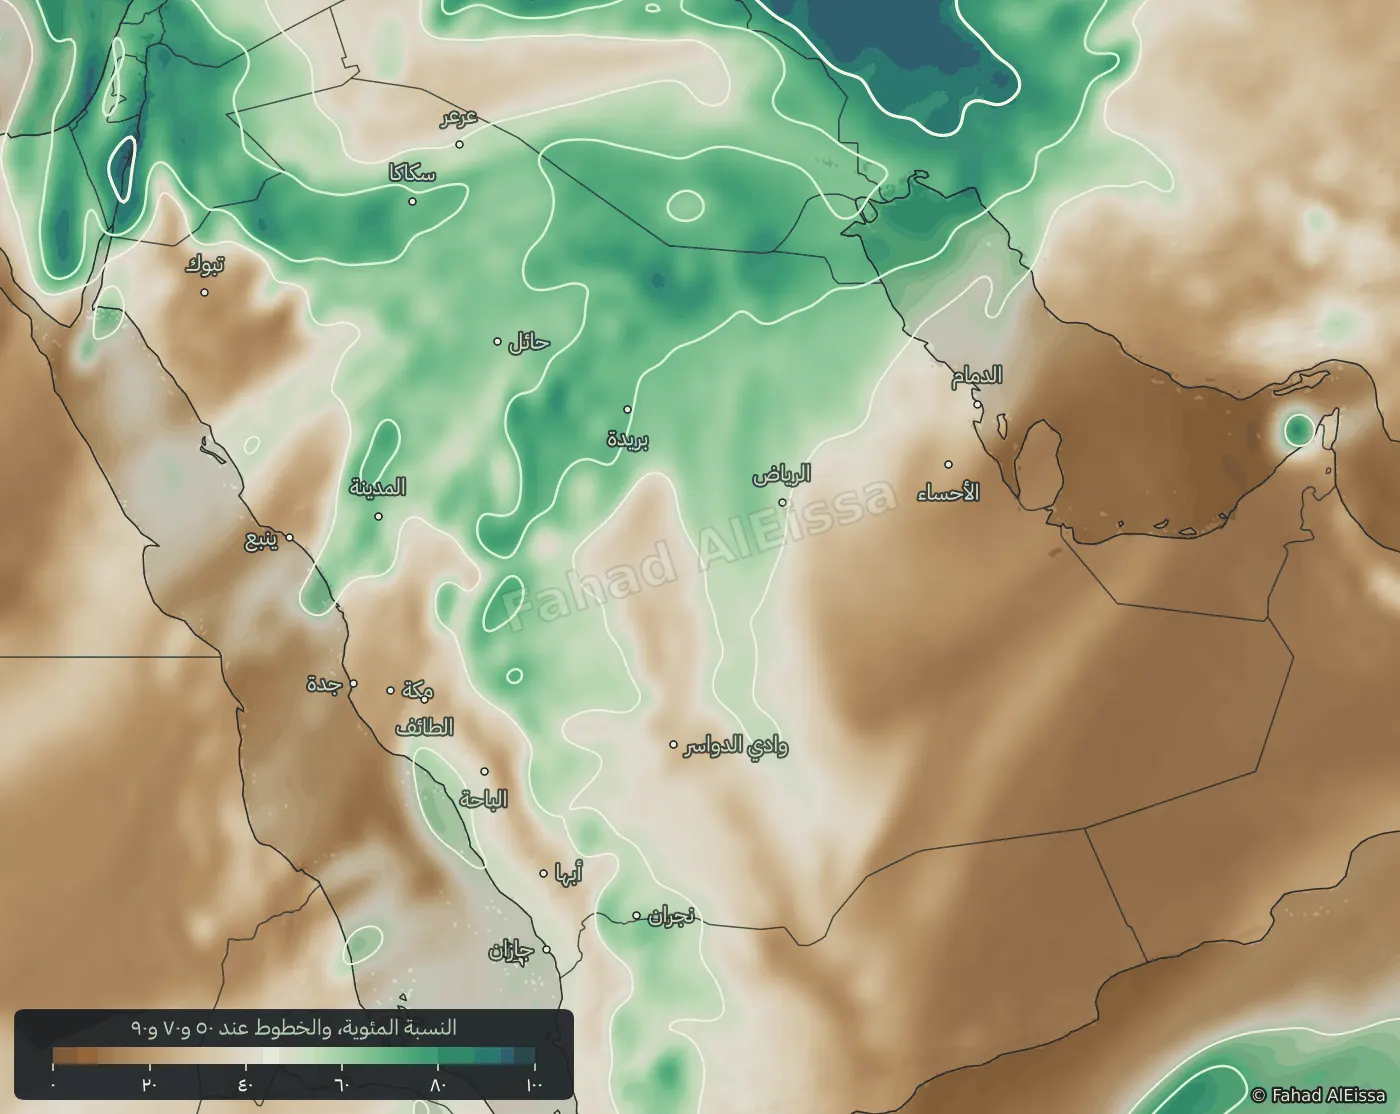 عرعر
سكاكا
تبوك
حائل
الدمام
بريدة
الرياض
المدينة
الأحساء
Fahad AlEissa
ينبع
جدة
مكة
الطائف
وادي الدواسر
الباحة
أبها
نجران
جازان
النسبة المئوية، والخطوط عند ٥٠ و٧٠ و٩٠
٠ ٢٠ ٤٠ ٦٠ ٨٠ ١٠٠
© Fahad AlEissa